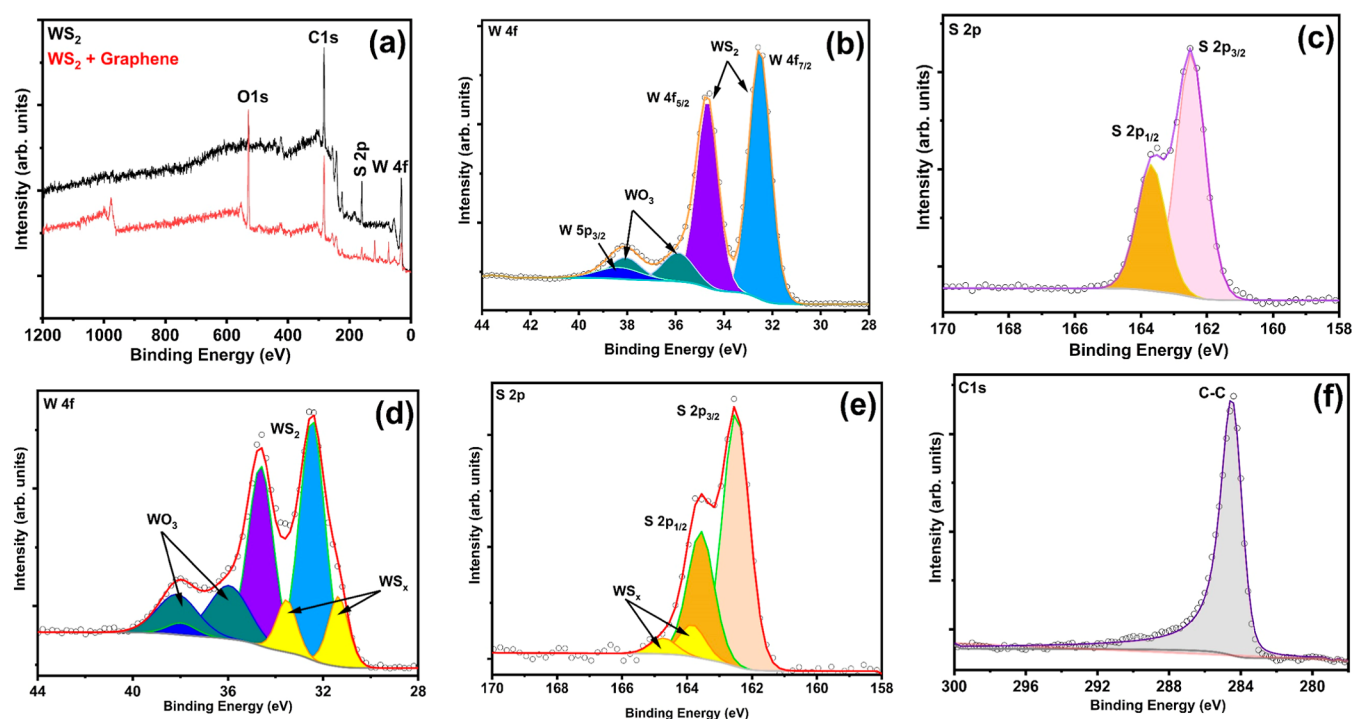 (a)
WS₂
WS₂ + Graphene
C1s
O1s
S 2p
W 4f
Intensity (arb. units)
1200 1000 800 600 400 200 0
Binding Energy (eV)
(b)
W 4f
WS₂
W 4f₇/₂
W 4f₅/₂
WO₃
W 5p₃/₂
Intensity (arb. units)
44 40 38 36 34 32 30 28
Binding Energy (eV)
(c)
S 2p
S 2p₃/₂
S 2p₁/₂
Intensity (arb. units)
170 168 166 164 162 160 158
Binding Energy (eV)
(d)
W 4f
WS₂
WO₃
WSₓ
Intensity (arb. units)
44 40 36 32 28
Binding Energy (eV)
(e)
S 2p
S 2p₃/₂
S 2p₁/₂
WSₓ
Intensity (arb. units)
170 168 166 164 162 160 158
Binding Energy (eV)
(f)
C1s
C-C
Intensity (arb. units)
300 296 292 288 284 280
Binding Energy (eV)